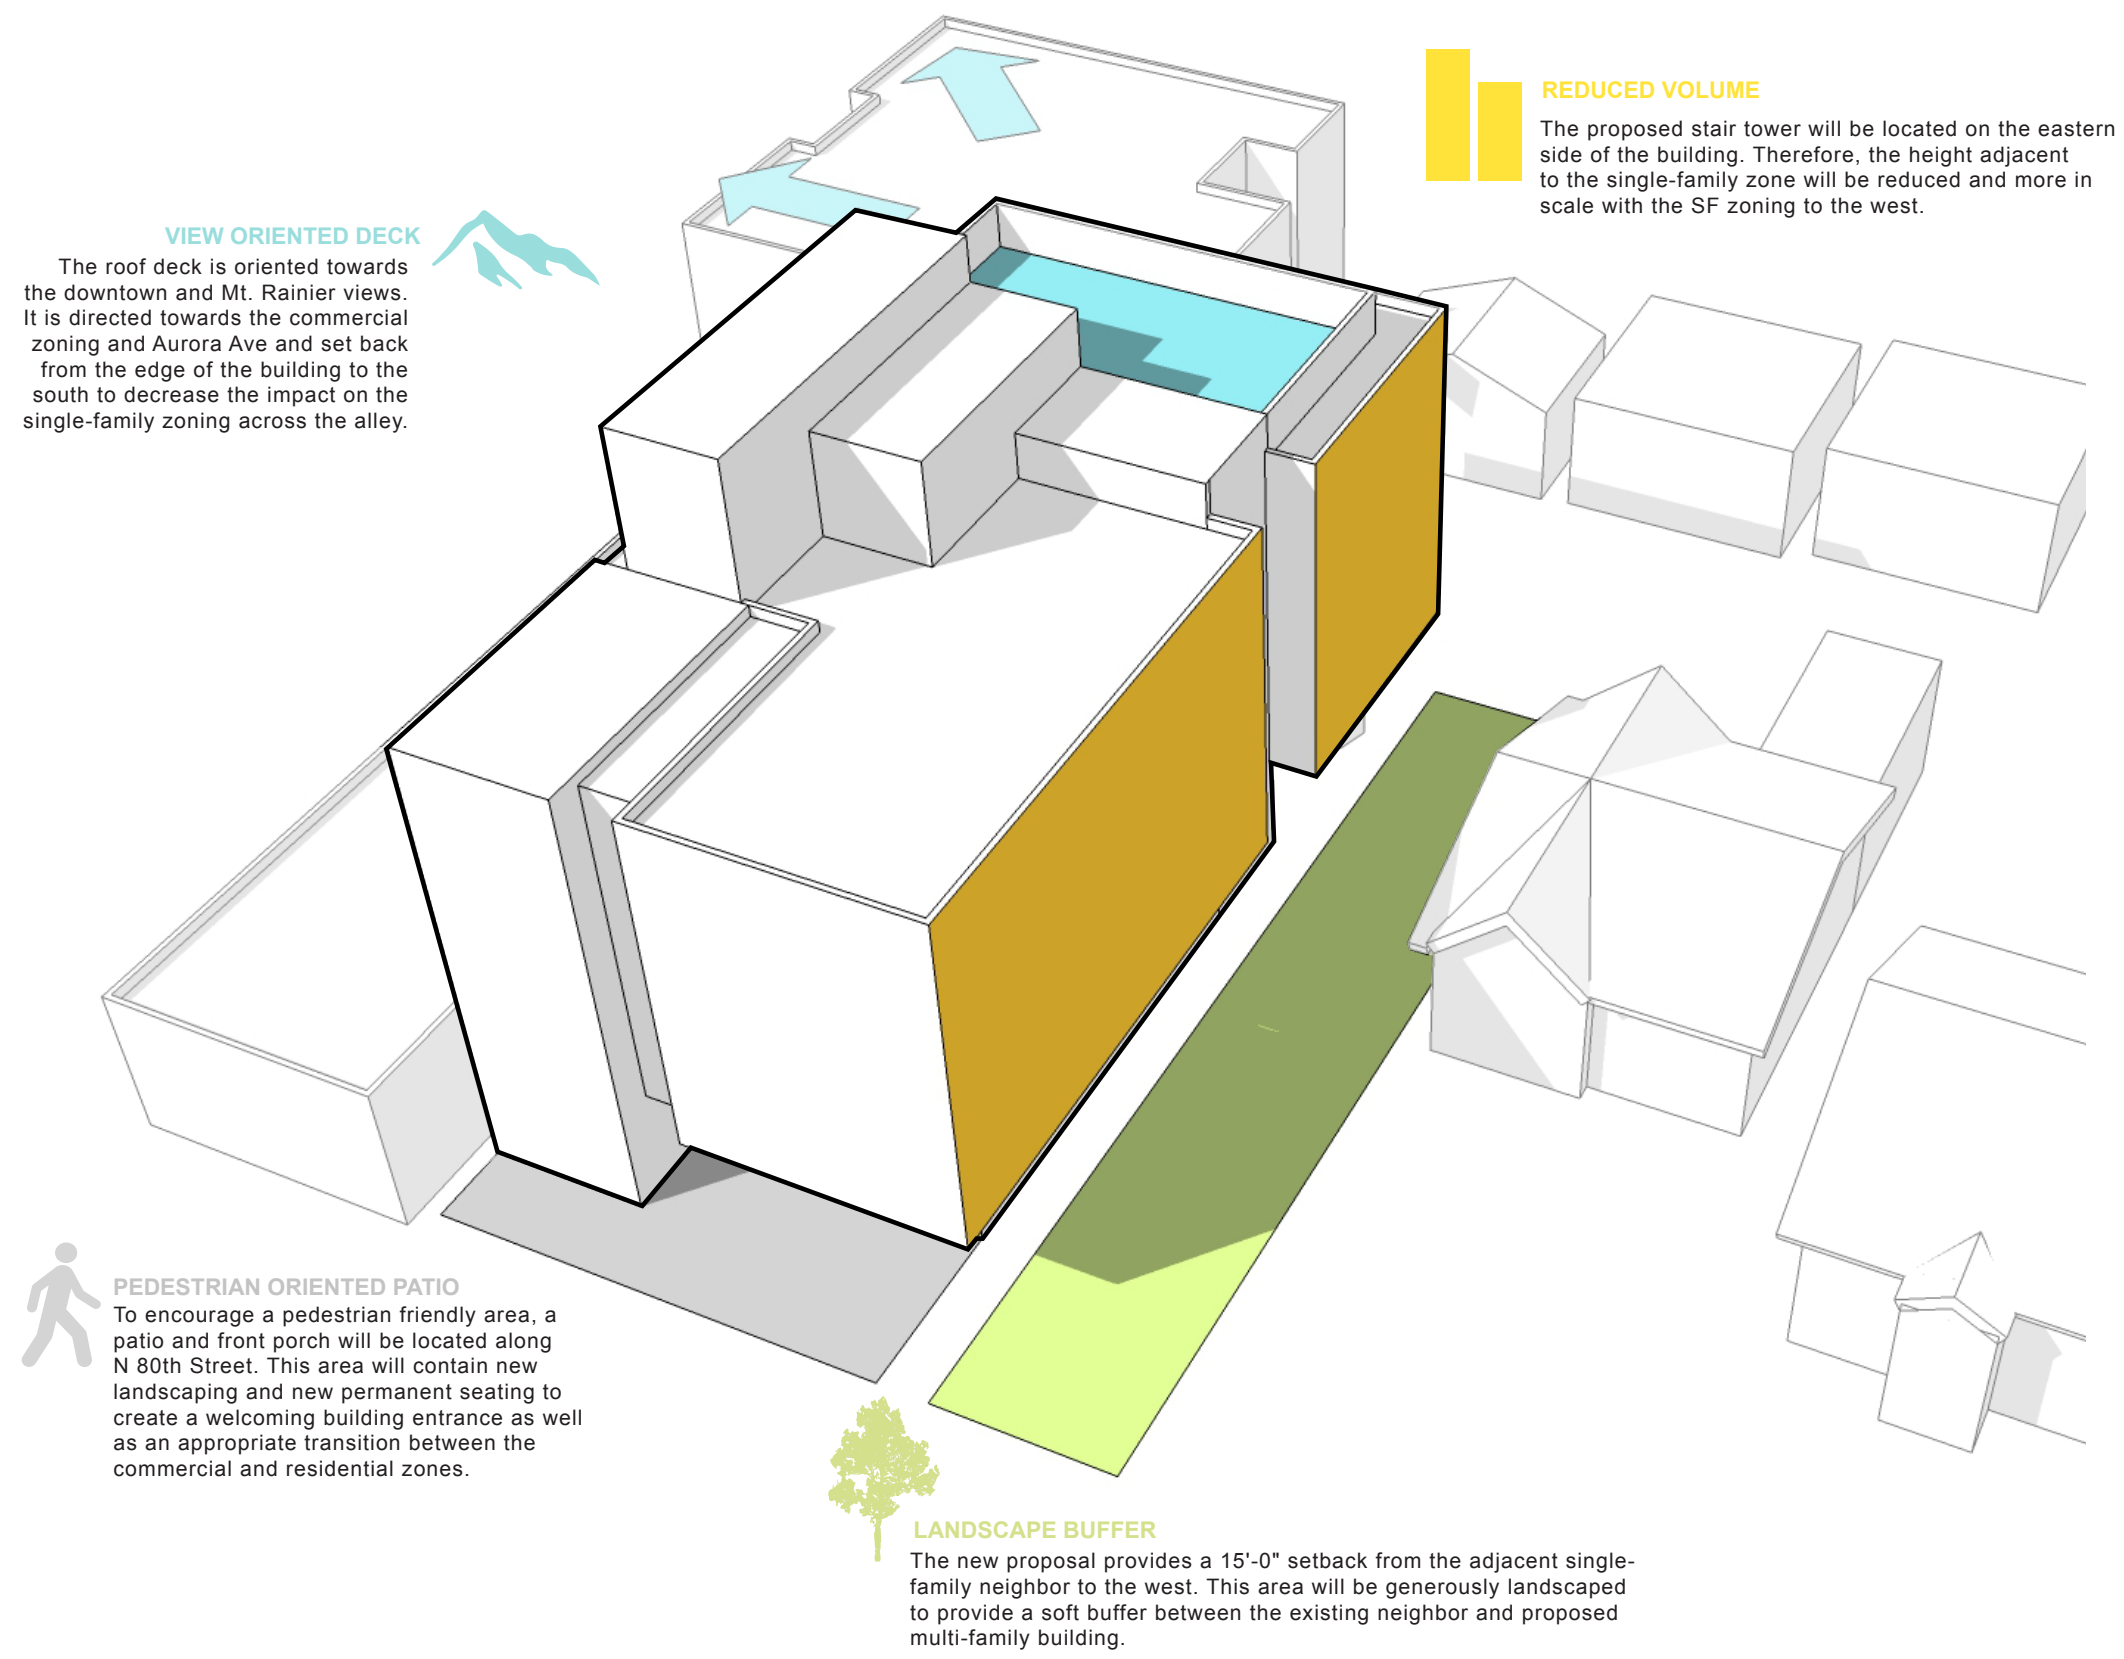 REDUCED VOLUME
The proposed stair tower will be located on the eastern
side of the building. Therefore, the height adjacent
to the single-family zone will be reduced and more in
scale with the SF zoning to the west.
VIEW ORIENTED DECK
The roof deck is oriented towards
the downtown and Mt. Rainier views.
It is directed towards the commercial
zoning and Aurora Ave and set back
from the edge of the building to the
south to decrease the impact on the
single-family zoning across the alley.
PEDESTRIAN ORIENTED PATIO
To encourage a pedestrian friendly area, a
patio and front porch will be located along
N 80th Street. This area will contain new
landscaping and new permanent seating to
create a welcoming building entrance as well
as an appropriate transition between the
commercial and residential zones.
LANDSCAPE BUFFER
The new proposal provides a 15'-0" setback from the adjacent single-
family neighbor to the west. This area will be generously landscaped
to provide a soft buffer between the existing neighbor and proposed
multi-family building.